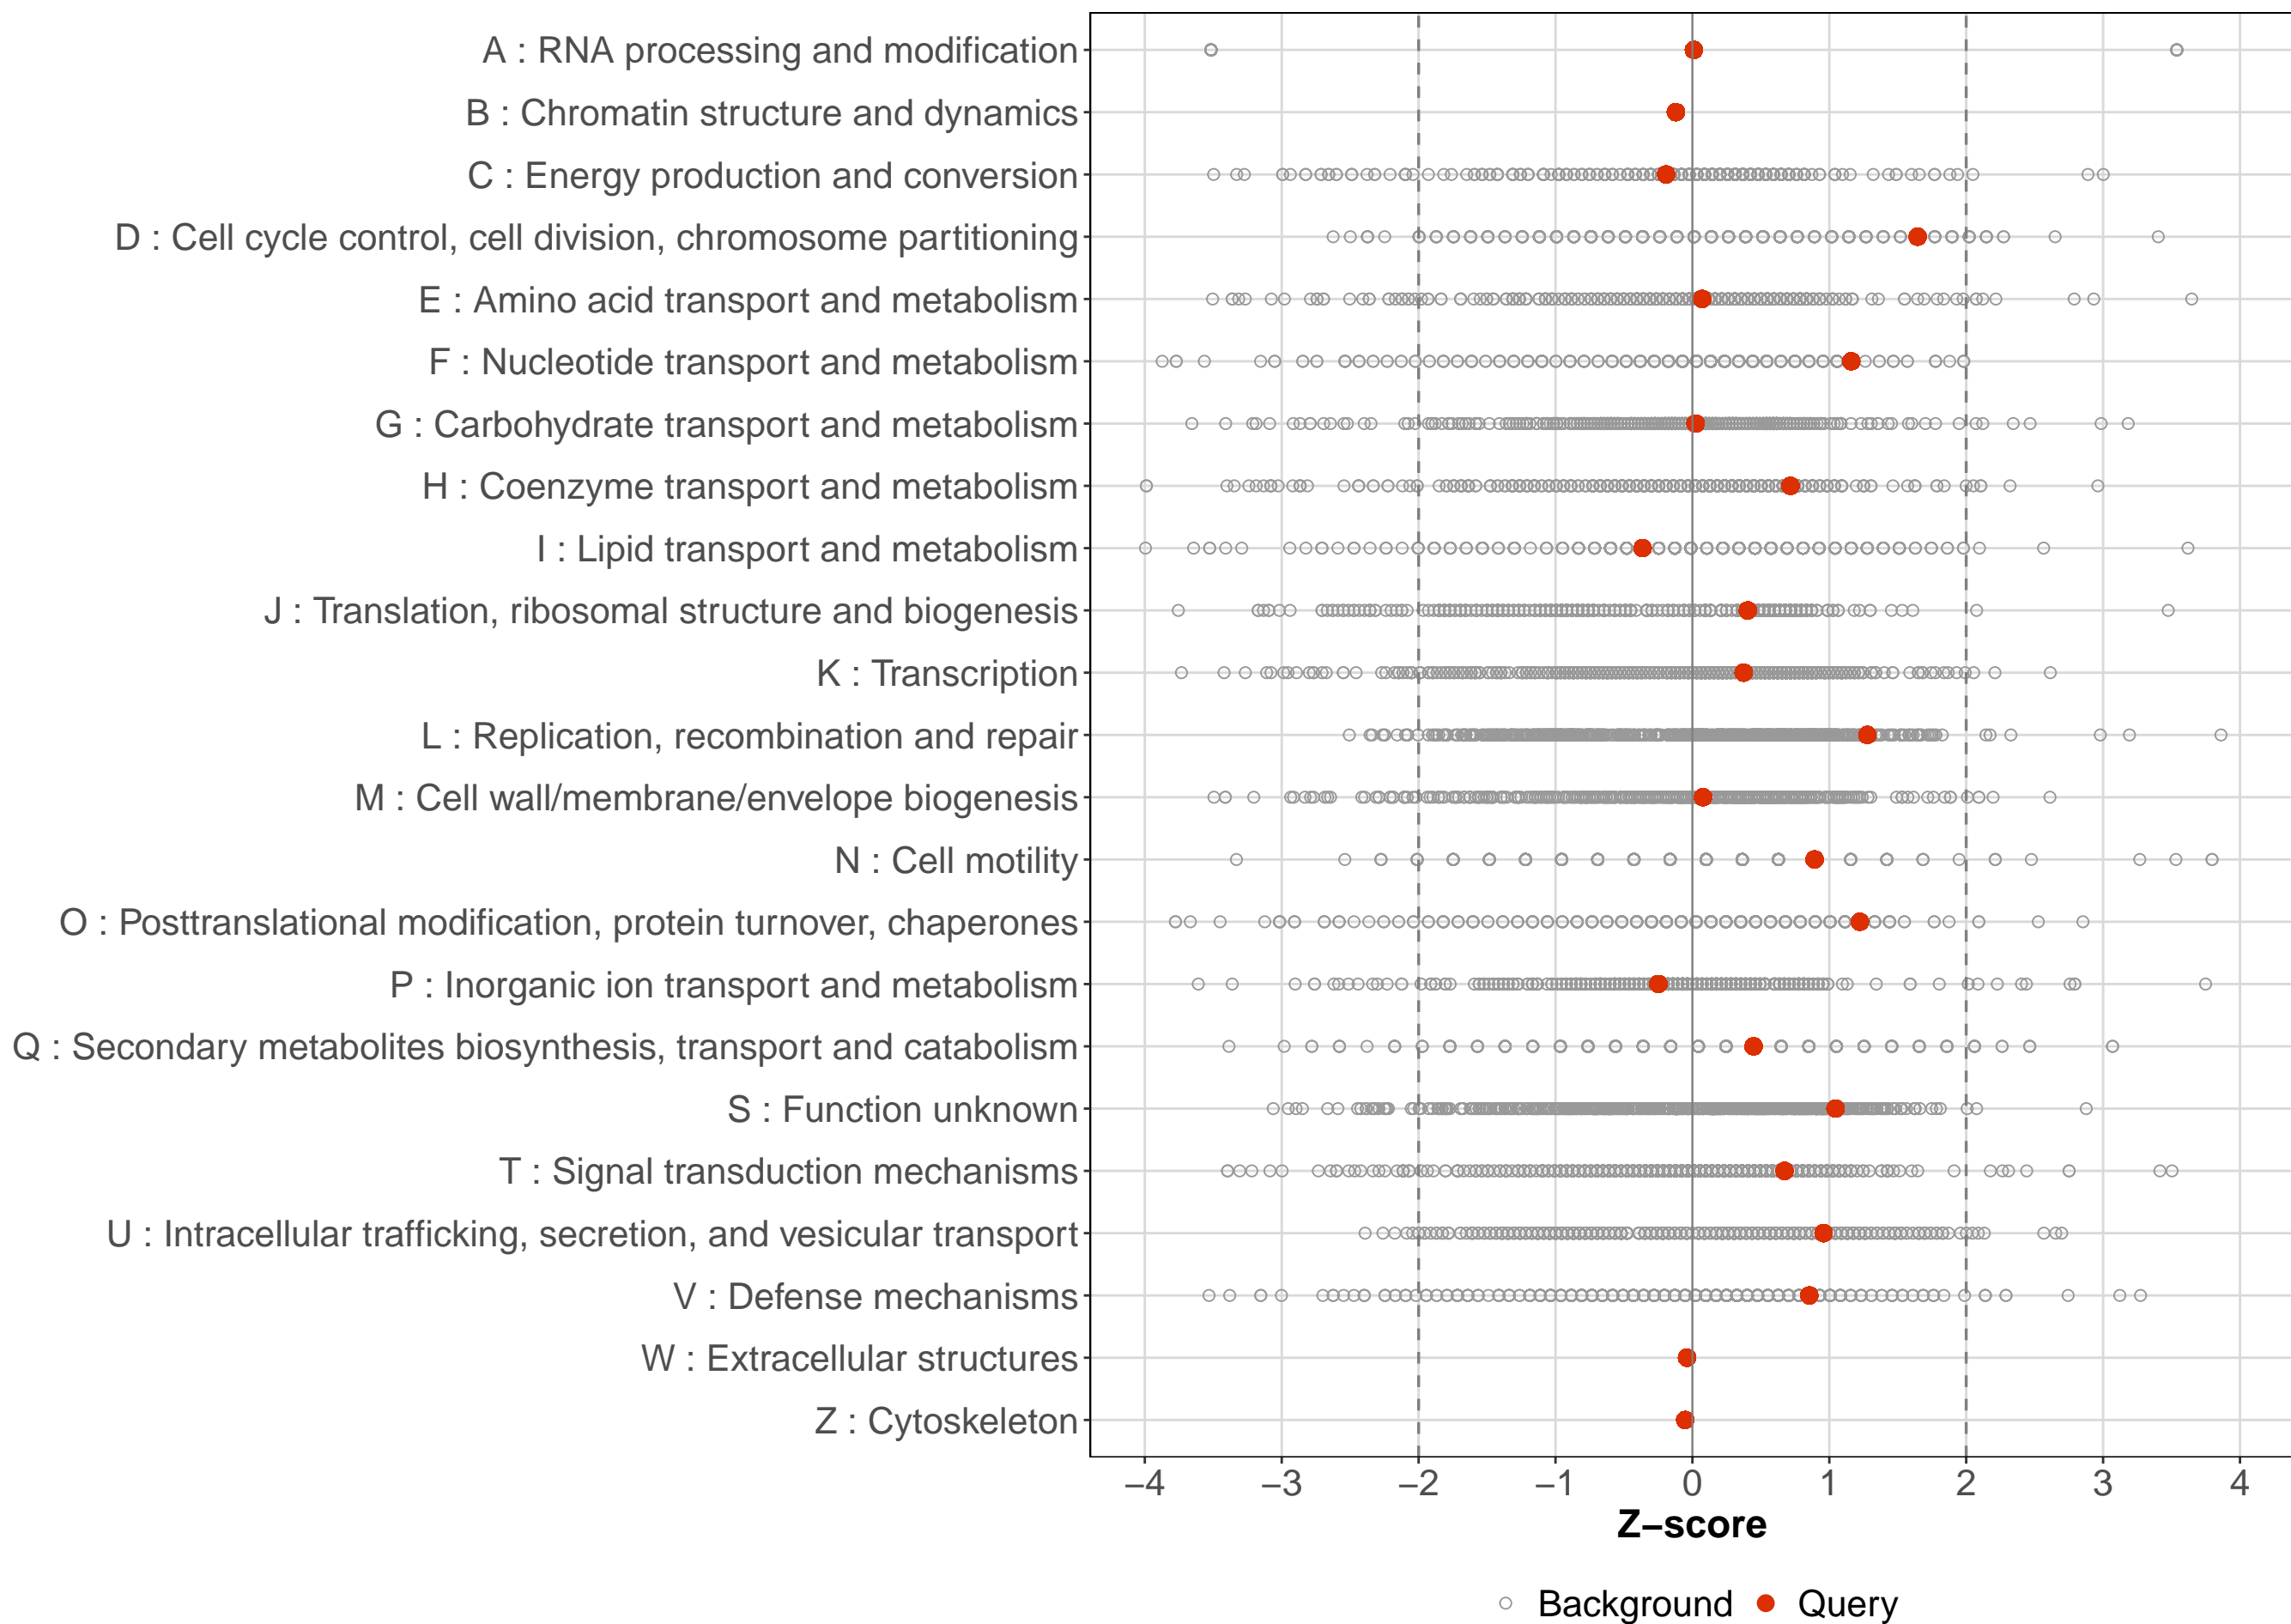 A : RNA processing and modification
B : Chromatin structure and dynamics
C : Energy production and conversion
D : Cell cycle control, cell division, chromosome partitioning
E : Amino acid transport and metabolism
F : Nucleotide transport and metabolism
G : Carbohydrate transport and metabolism
H : Coenzyme transport and metabolism
I : Lipid transport and metabolism
J : Translation, ribosomal structure and biogenesis
K : Transcription
L : Replication, recombination and repair
M : Cell wall/membrane/envelope biogenesis
N : Cell motility
O : Posttranslational modification, protein turnover, chaperones
P : Inorganic ion transport and metabolism
Q : Secondary metabolites biosynthesis, transport and catabolism
S : Function unknown
T : Signal transduction mechanisms
U : Intracellular trafficking, secretion, and vesicular transport
V : Defense mechanisms
W : Extracellular structures
Z : Cytoskeleton
−4 −3 −2 −1 0 1 2 3 4
Z−score
Background Query